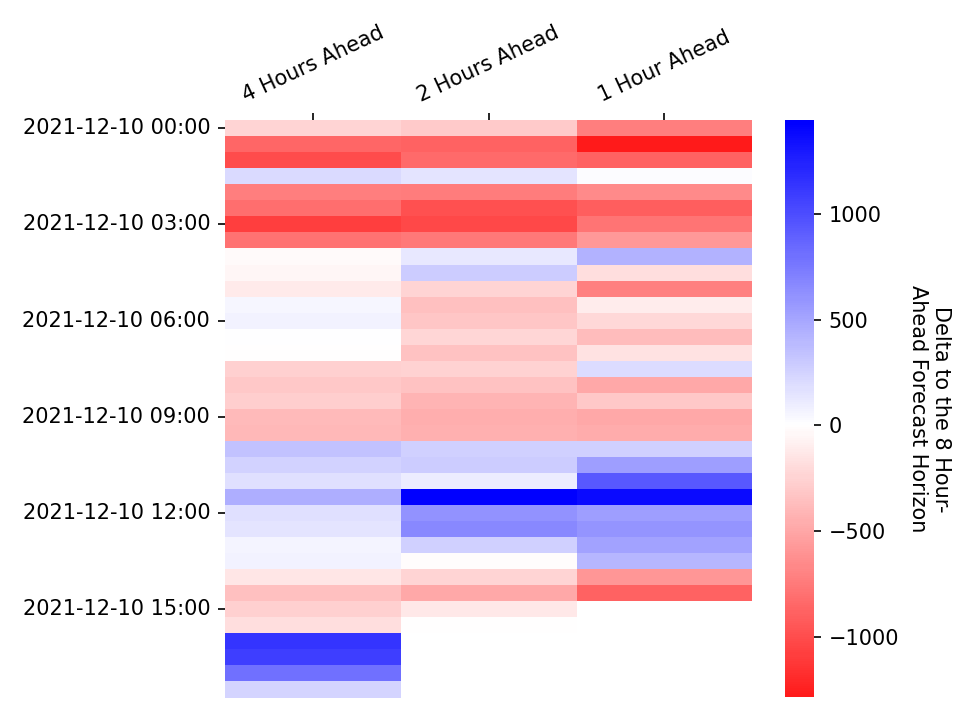 4 Hours Ahead
2 Hours Ahead
1 Hour Ahead
2021-12-10 00:00
2021-12-10 03:00
2021-12-10 06:00
2021-12-10 09:00
2021-12-10 12:00
2021-12-10 15:00
1000
500
0
−500
−1000
Delta to the 8 Hour-
Ahead Forecast Horizon